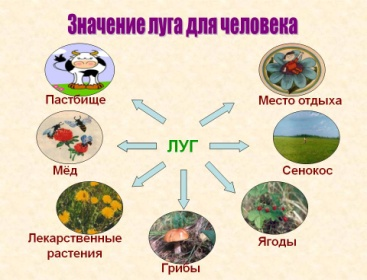 Значение луга для человека
Пастбище
Место отдыха
ЛУГ
Мёд
Сенокос
Лекарственные
растения
Грибы
Ягоды